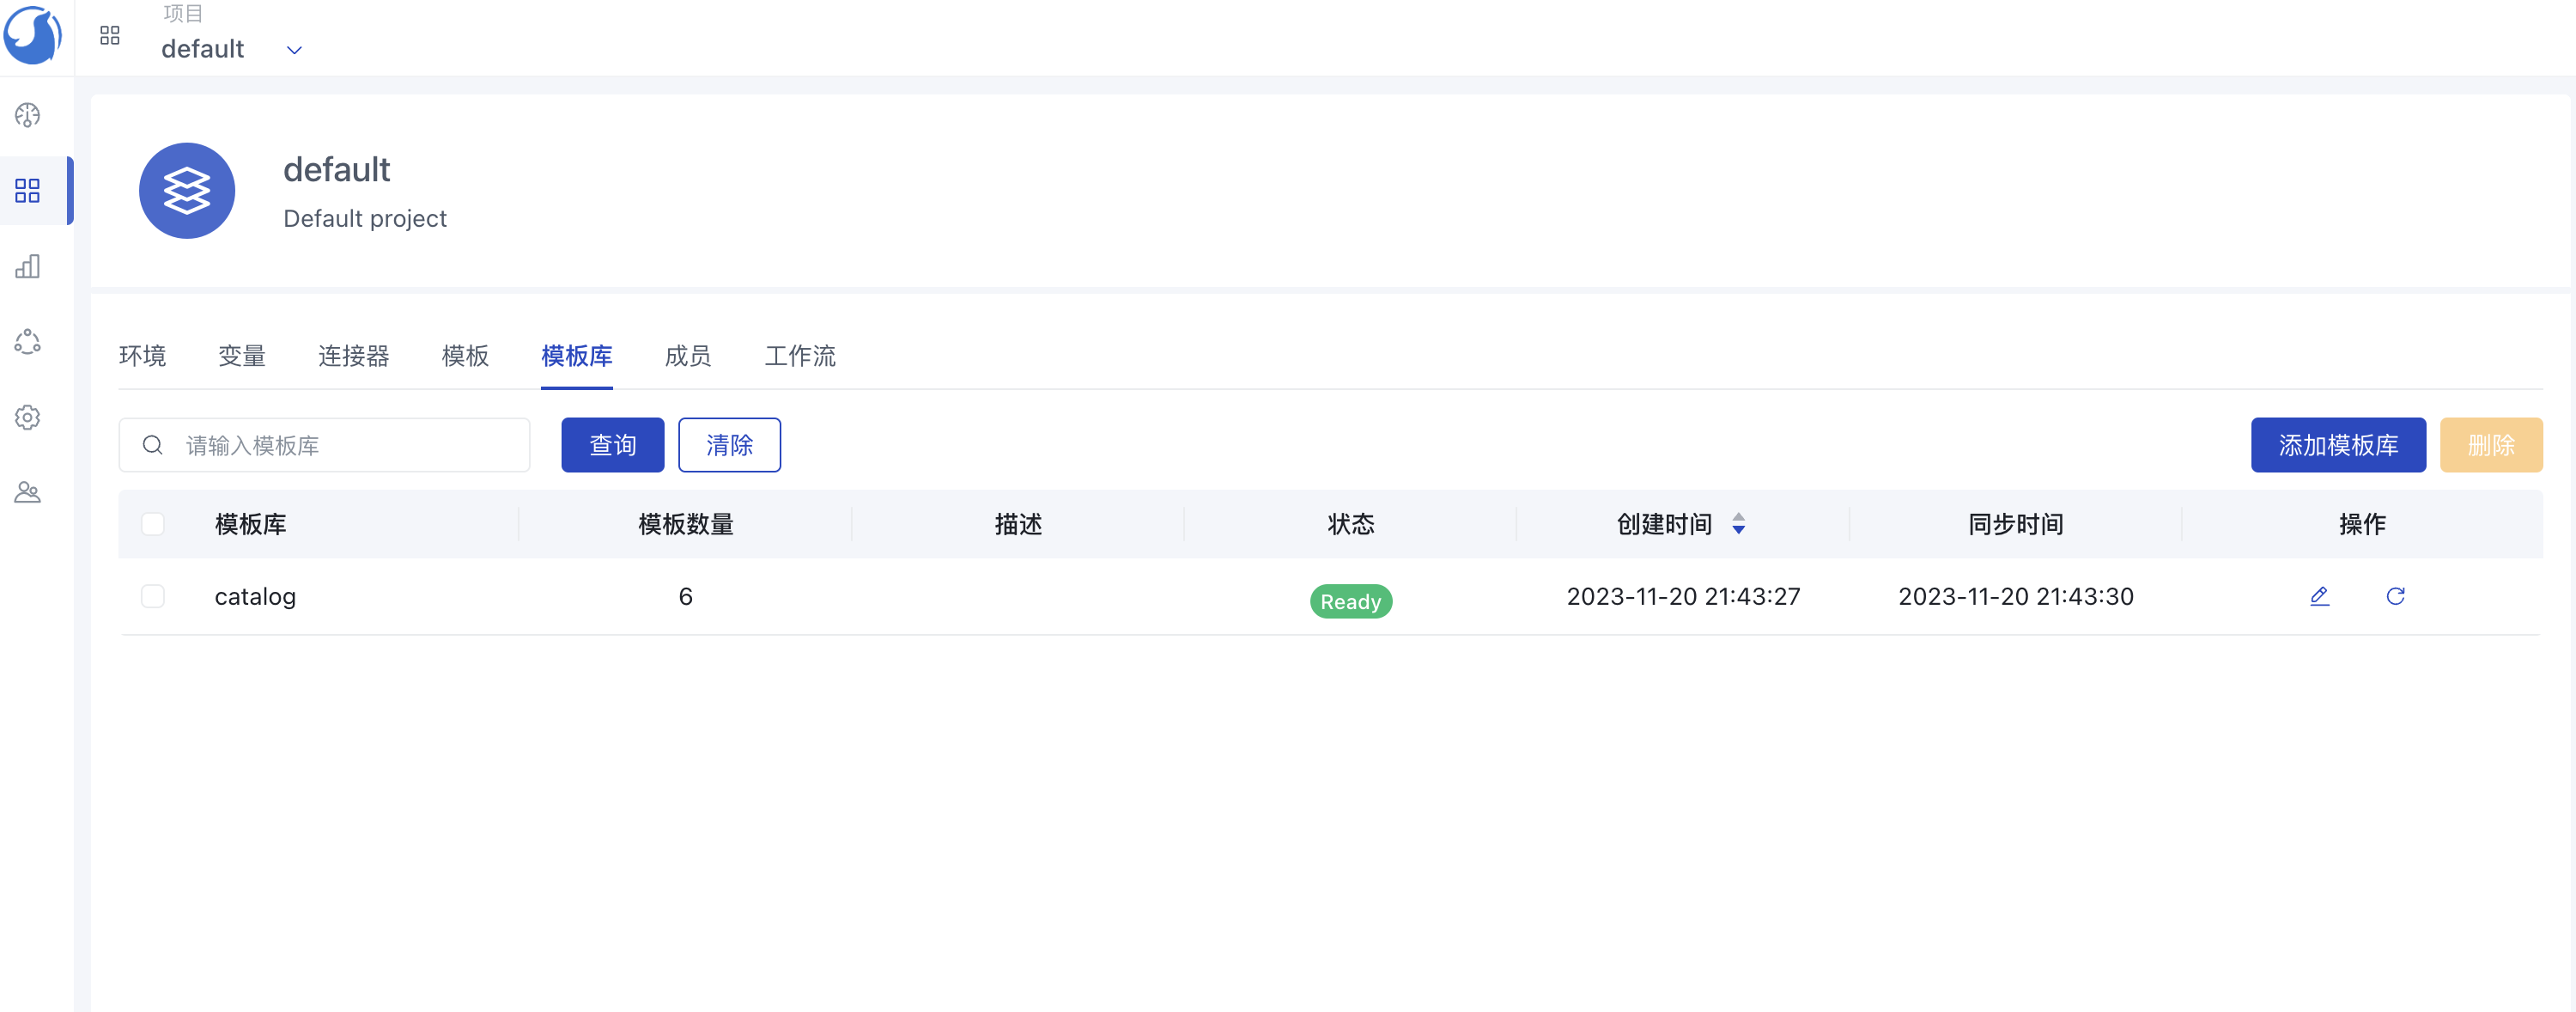 项目
default
default
Default project
环境 变量 连接器 模板 模板库 成员 工作流
请输入模板库 查询 清除 添加模板库 删除
模板库 模板数量 描述 状态 创建时间 同步时间 操作
catalog 6 Ready 2023-11-20 21:43:27 2023-11-20 21:43:30